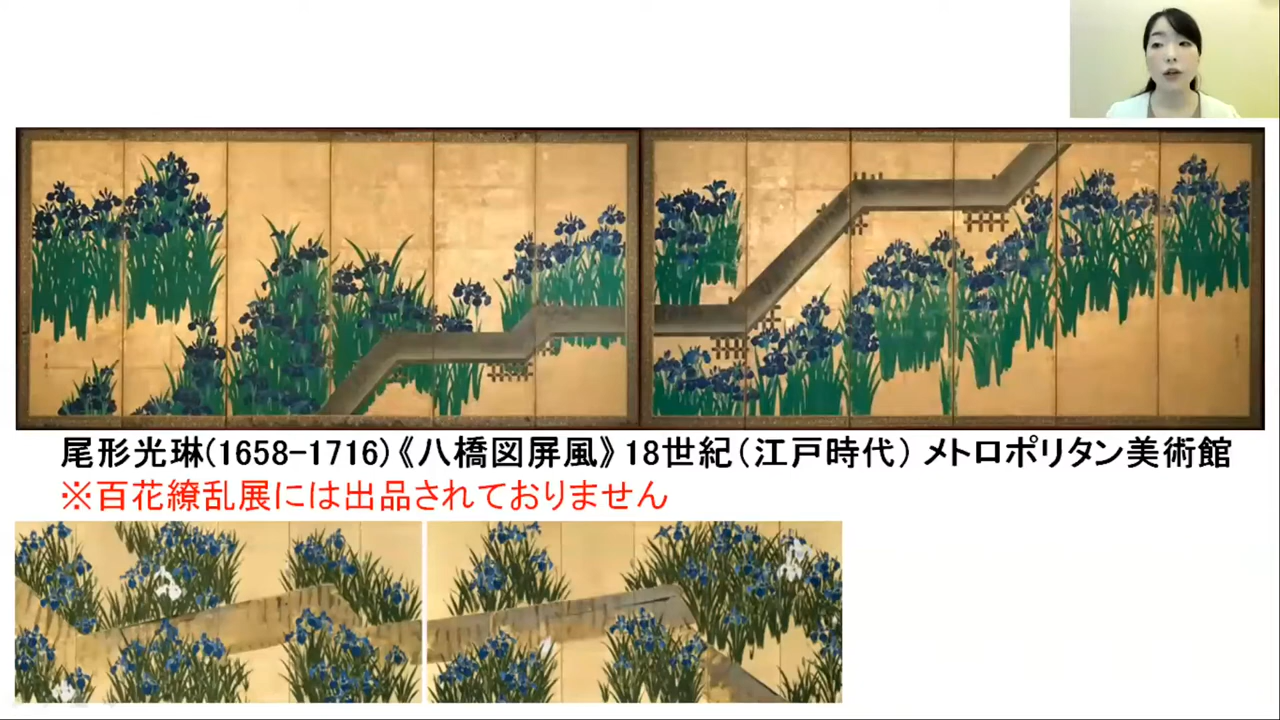 尾形光琳(1658-1716)《八橋図屏風》 18世紀（江戸時代） メトロポリタン美術館
※百花繚乱展には出品されておりません